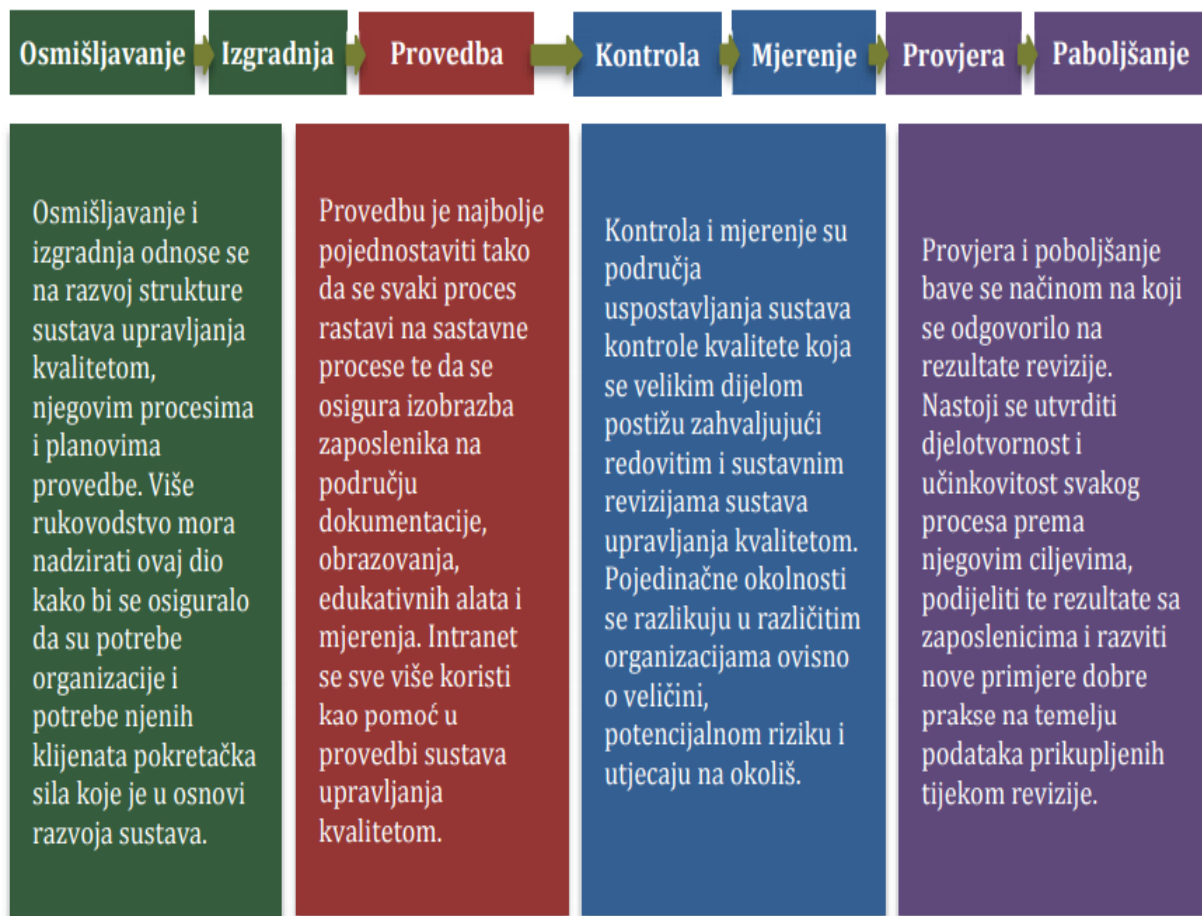 Osmišljavanje
Izgradnja
Provedba
Kontrola
Mjerenje
Provjera
Paboljšanje
Osmišljavanje i
izgradnja odnose se
na razvoj strukture
sustava upravljanja
kvalitetom,
njegovim procesima
i planovima
provedbe. Više
rukovodstvo mora
nadzirati ovaj dio
kako bi se osiguralo
da su potrebe
organizacije i
potrebe njenih
klijenata pokretačka
sila koje je u osnovi
razvoja sustava.
Provedbu je najbolje
pojednostaviti tako
da se svaki proces
rastavi na sastavne
procese te da se
osigura izobrazba
zaposlenika na
području
dokumentacije,
obrazovanja,
edukativnih alata i
mjerenja. Intranet
se sve više koristi
kao pomoć u
provedbi sustava
upravljanja
kvalitetom.
Kontrola i mjerenje su
područja
uspostavljanja sustava
kontrole kvalitete koja
se velikim dijelom
postižu zahvaljujući
redovitim i sustavnim
revizijama sustava
upravljanja kvalitetom.
Pojedinačne okolnosti
se razlikuju u različitim
organizacijama ovisno
o veličini,
potencijalnom riziku i
utjecaju na okoliš.
Provjera i poboljšanje
bave se načinom na koji
se odgovorilo na
rezultate revizije.
Nastoji se utvrditi
djelotvornost i
učinkovitost svakog
procesa prema
njegovim ciljevima,
podijeliti te rezultate sa
zaposlenicima i razviti
nove primjere dobre
prakse na temelju
podataka prikupljenih
tijekom revizije.